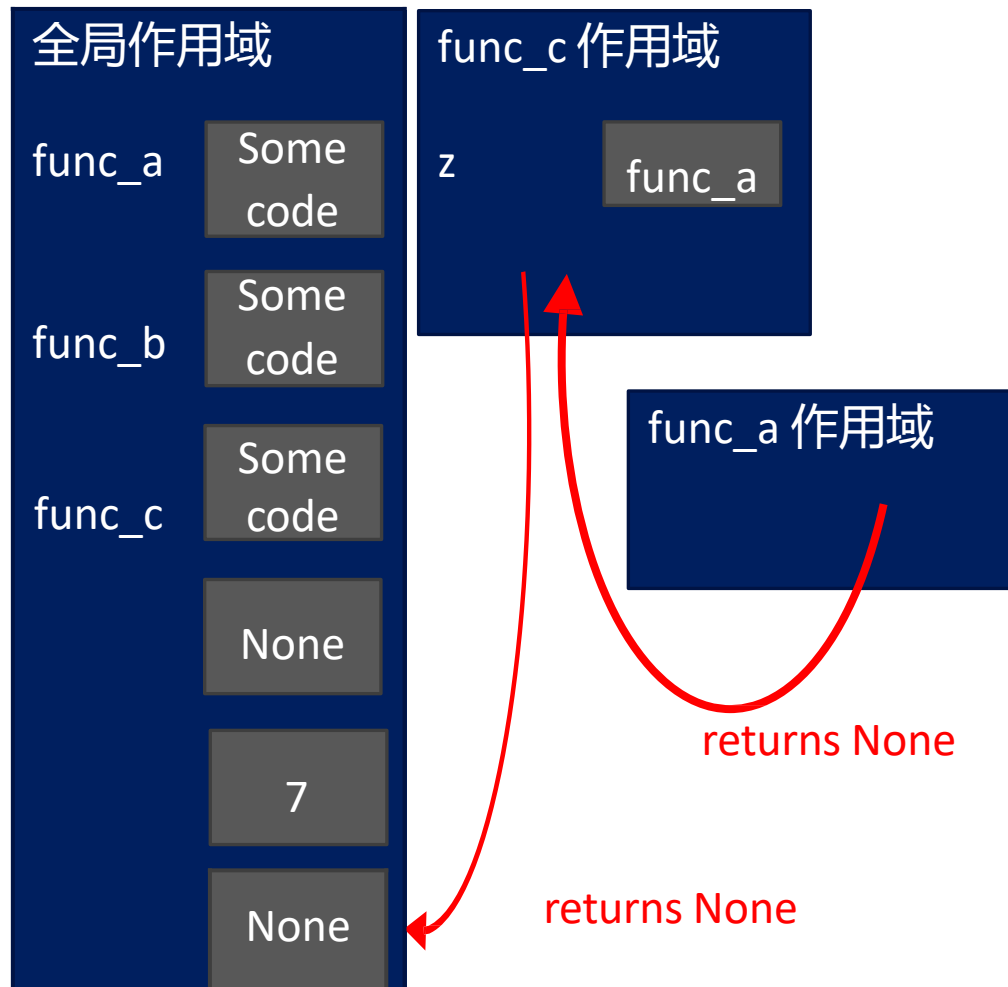 全局作用域
func_a
Some
code
func_b
Some
code
func_c
Some
code
None
7
None
func_c 作用域
z
func_a
func_a 作用域
returns None
returns None